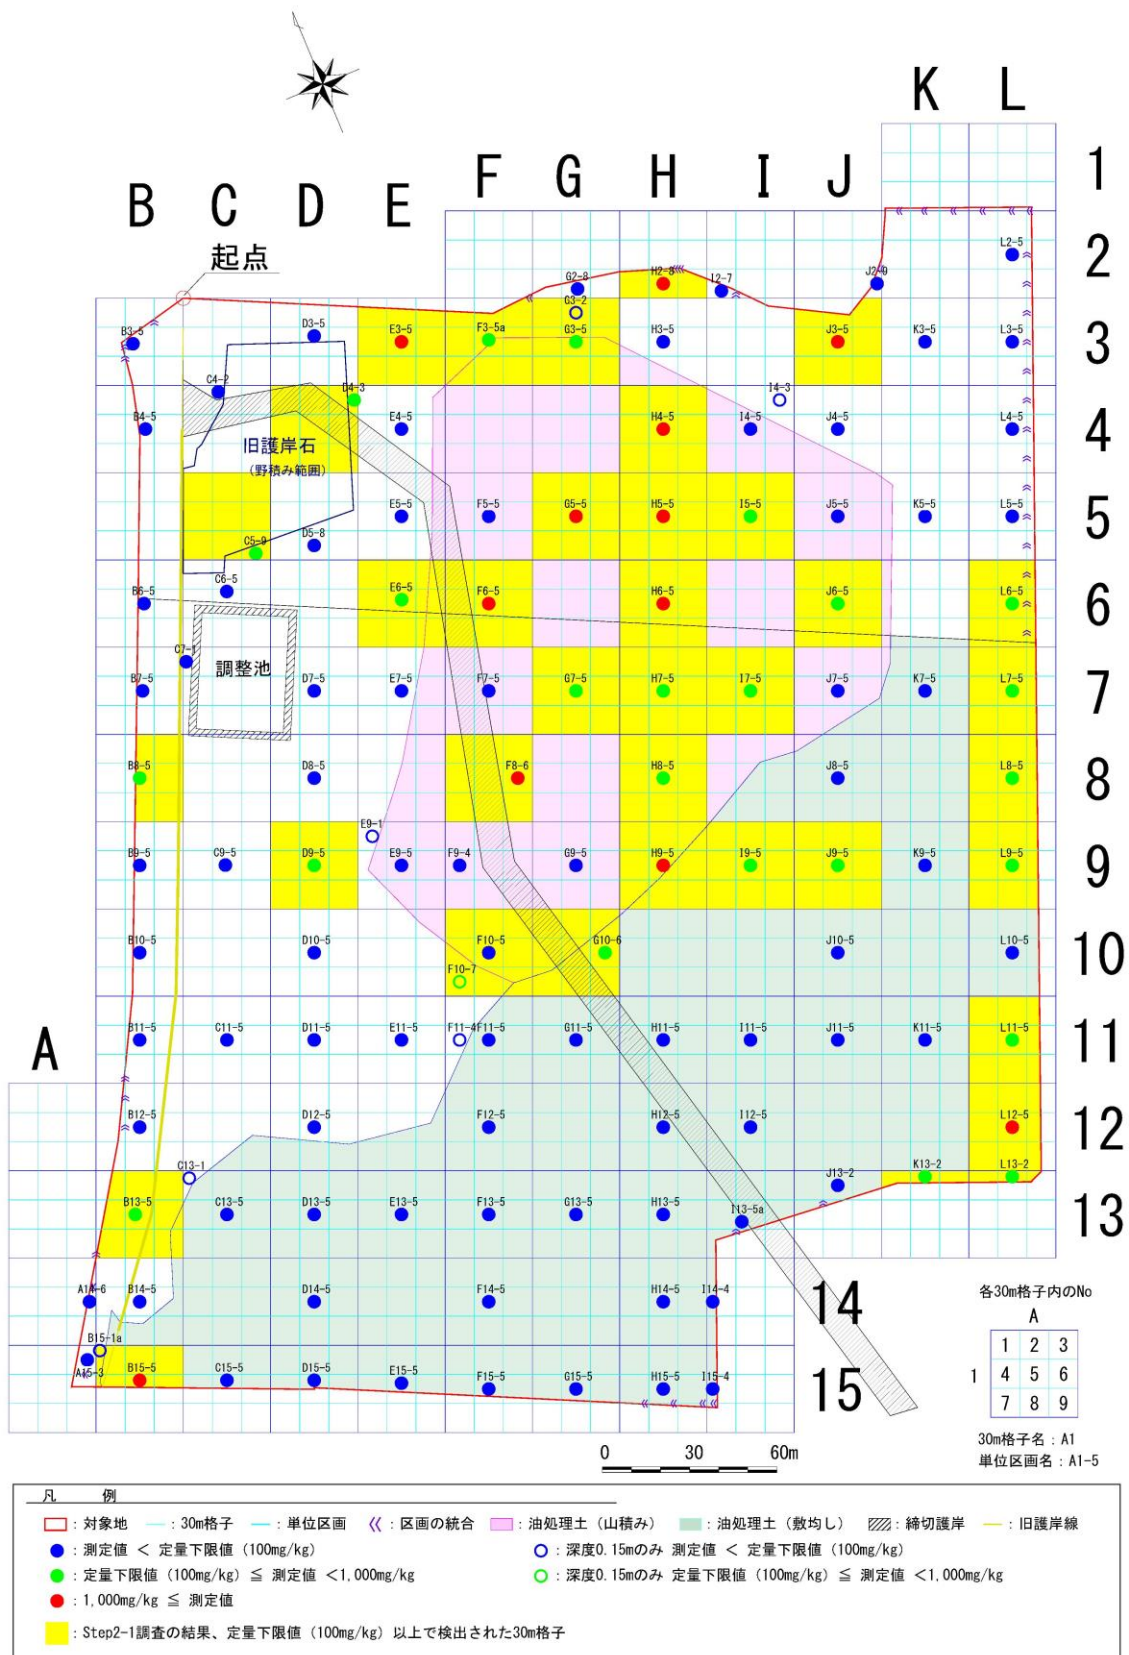 K L
1
F G H I J
B C D E
2
起点
L2-5
G2-8 H2-8 I2-7 J2-9
G3-2
B3-5 D3-5 E3-5 F3-5a G3-5 H3-5 J3-5 K3-5 L3-5
3
C4-2 D4-3 I4-3
B4-5 E4-5 H4-5 I4-5 J4-5 L4-5
4
旧護岸石
（野積み範囲）
E5-5 F5-5 G5-5 H5-5 I5-5 J5-5 K5-5 L5-5
5
C5-9 D5-8
C6-5
B6-5 E6-5 F6-5 H6-5 J6-5 L6-5
6
C7-1
調整池
B7-5 D7-5 E7-5 F7-5 G7-5 H7-5 I7-5 J7-5 K7-5 L7-5
7
B8-5 D8-5 F8-6 H8-5 J8-5 L8-5
8
E9-1
B9-5 C9-5 D9-5 E9-5 F9-4 G9-5 H9-5 I9-5 J9-5 K9-5 L9-5
9
B10-5 D10-5 F10-5 G10-6 J10-5 L10-5
10
F10-7
A
B11-5 C11-5 D11-5 E11-5 F11-4 F11-5 G11-5 H11-5 I11-5 J11-5 K11-5 L11-5
11
B12-5 D12-5 F12-5 H12-5 I12-5 L12-5
12
C13-1 J13-2 K13-2 L13-2
B13-5 C13-5 D13-5 E13-5 F13-5 G13-5 H13-5 I13-5a
13
A14-6 B14-5 D14-5 F14-5 H14-5 I14-4
14
B15-1a
A15-3 B15-5 C15-5 D15-5 E15-5 F15-5 G15-5 H15-5 I15-4
15
各30m格子内のNo
A
1 2 3
1 4 5 6
7 8 9
30m格子名：A1
単位区画名：A1-5
0 30 60m
凡 例
：対象地 ：30m格子 ：単位区画 ：区画の統合 ：油処理土（山積み） ：油処理土（敷均し） ：締切護岸 ：旧護岸線
：測定値 ＜ 定量下限値（100mg/kg） ：深度0.15mのみ 測定値 ＜ 定量下限値（100mg/kg）
：定量下限値（100mg/kg）≦ 測定値 ＜1,000mg/kg ：深度0.15mのみ 定量下限値（100mg/kg）≦ 測定値 ＜1,000mg/kg
：1,000mg/kg ≦ 測定値
：Step2-1調査の結果、定量下限値（100mg/kg）以上で検出された30m格子